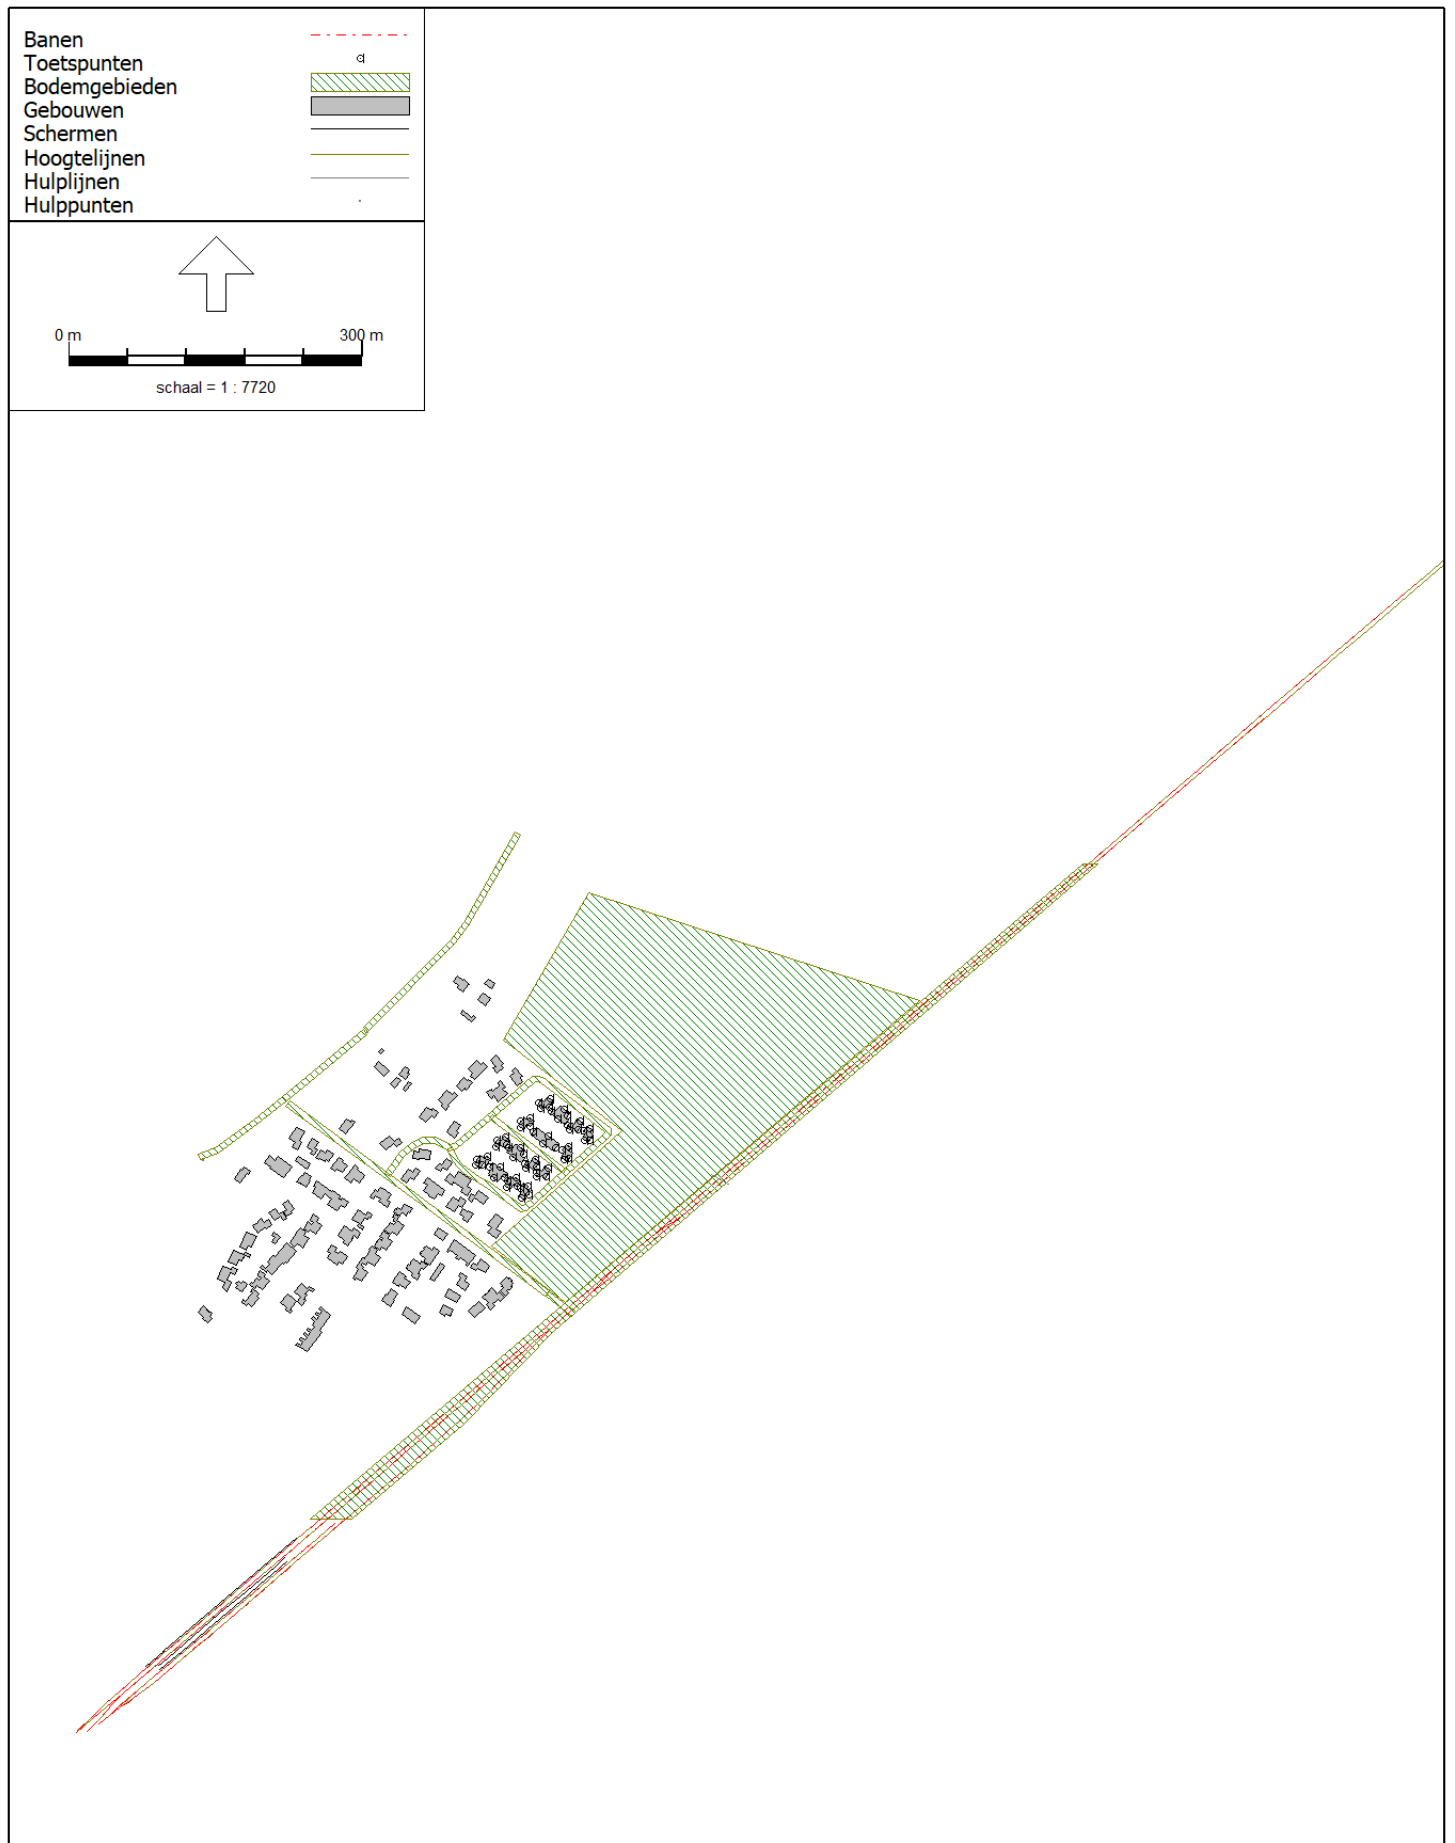 Banen
Toetspunten
Bodemgebieden
Gebouwen
Schermen
Hoogtelijnen
Hulplijnen
Hulppunten
0 m 300 m
schaal = 1 : 7720